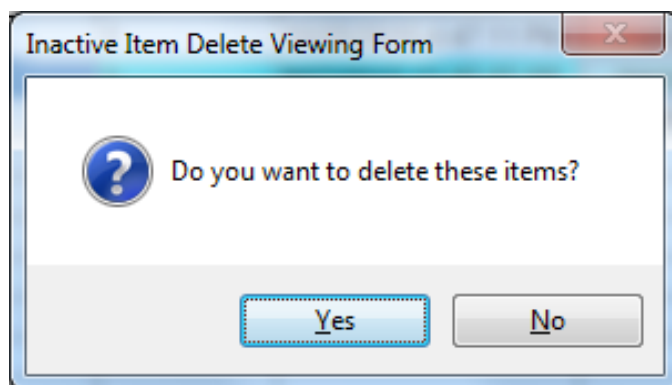 Inactive Item Delete Viewing Form
Do you want to delete these items?
Yes
No